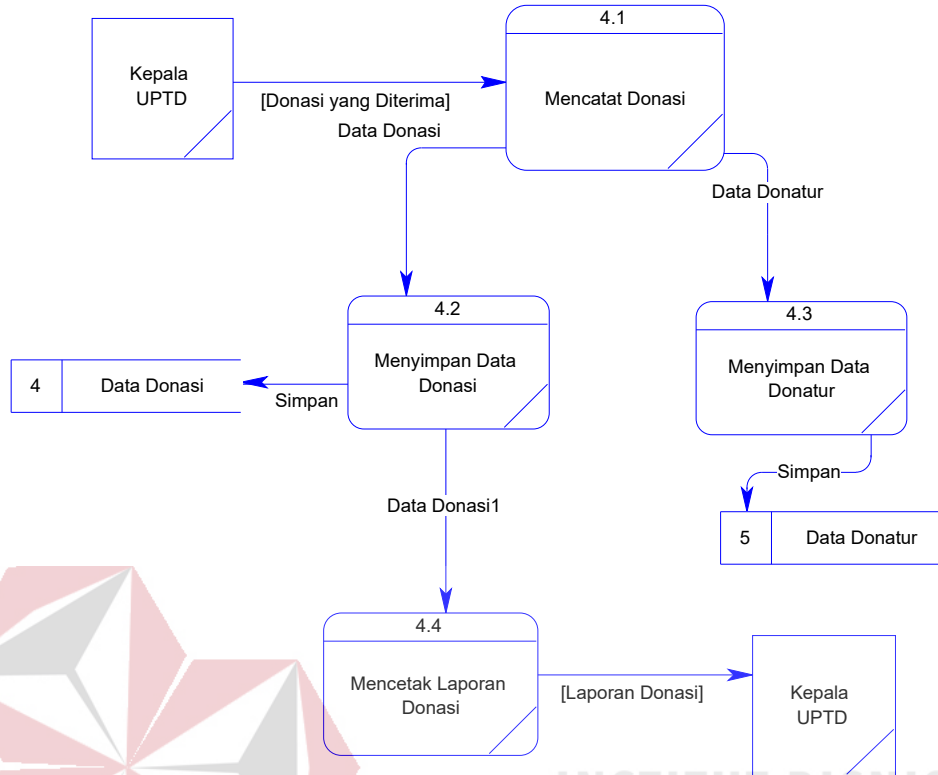 4.1
Kepala
UPTD
Mencatat Donasi
[Donasi yang Diterima]
Data Donasi
Data Donatur
4.2
4.3
Menyimpan Data
Donasi
Menyimpan Data
Donatur
4
Data Donasi
Simpan
Simpan
Data Donasi1
5
Data Donatur
4.4
Mencetak Laporan
Donasi
[Laporan Donasi]
Kepala
UPTD